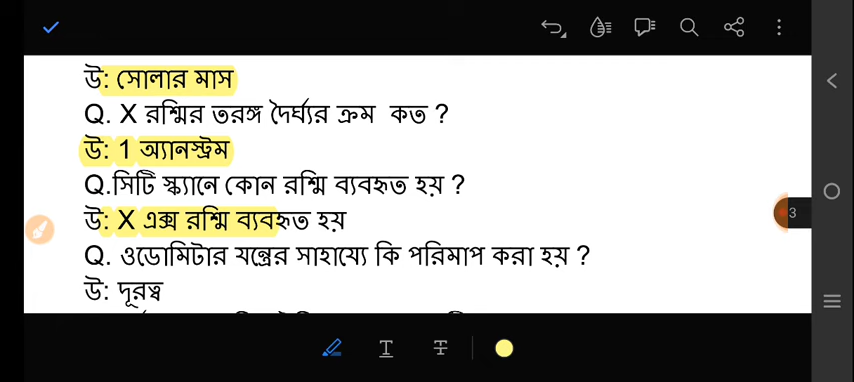 উ: সোলার মাস
Q. X রশ্মির তরঙ্গ দৈর্ঘ্যর ক্রম কত ?
উ: 1 অ্যানস্ট্রম
Q.সিটি স্ক্যানে কোন রশ্মি ব্যবহৃত হয় ?
উ: X এক্স রশ্মি ব্যবহৃত হয়
3
Q. ওডোমিটার যন্ত্রের সাহায্যে কি পরিমাপ করা হয় ?
উ: দূরত্ব